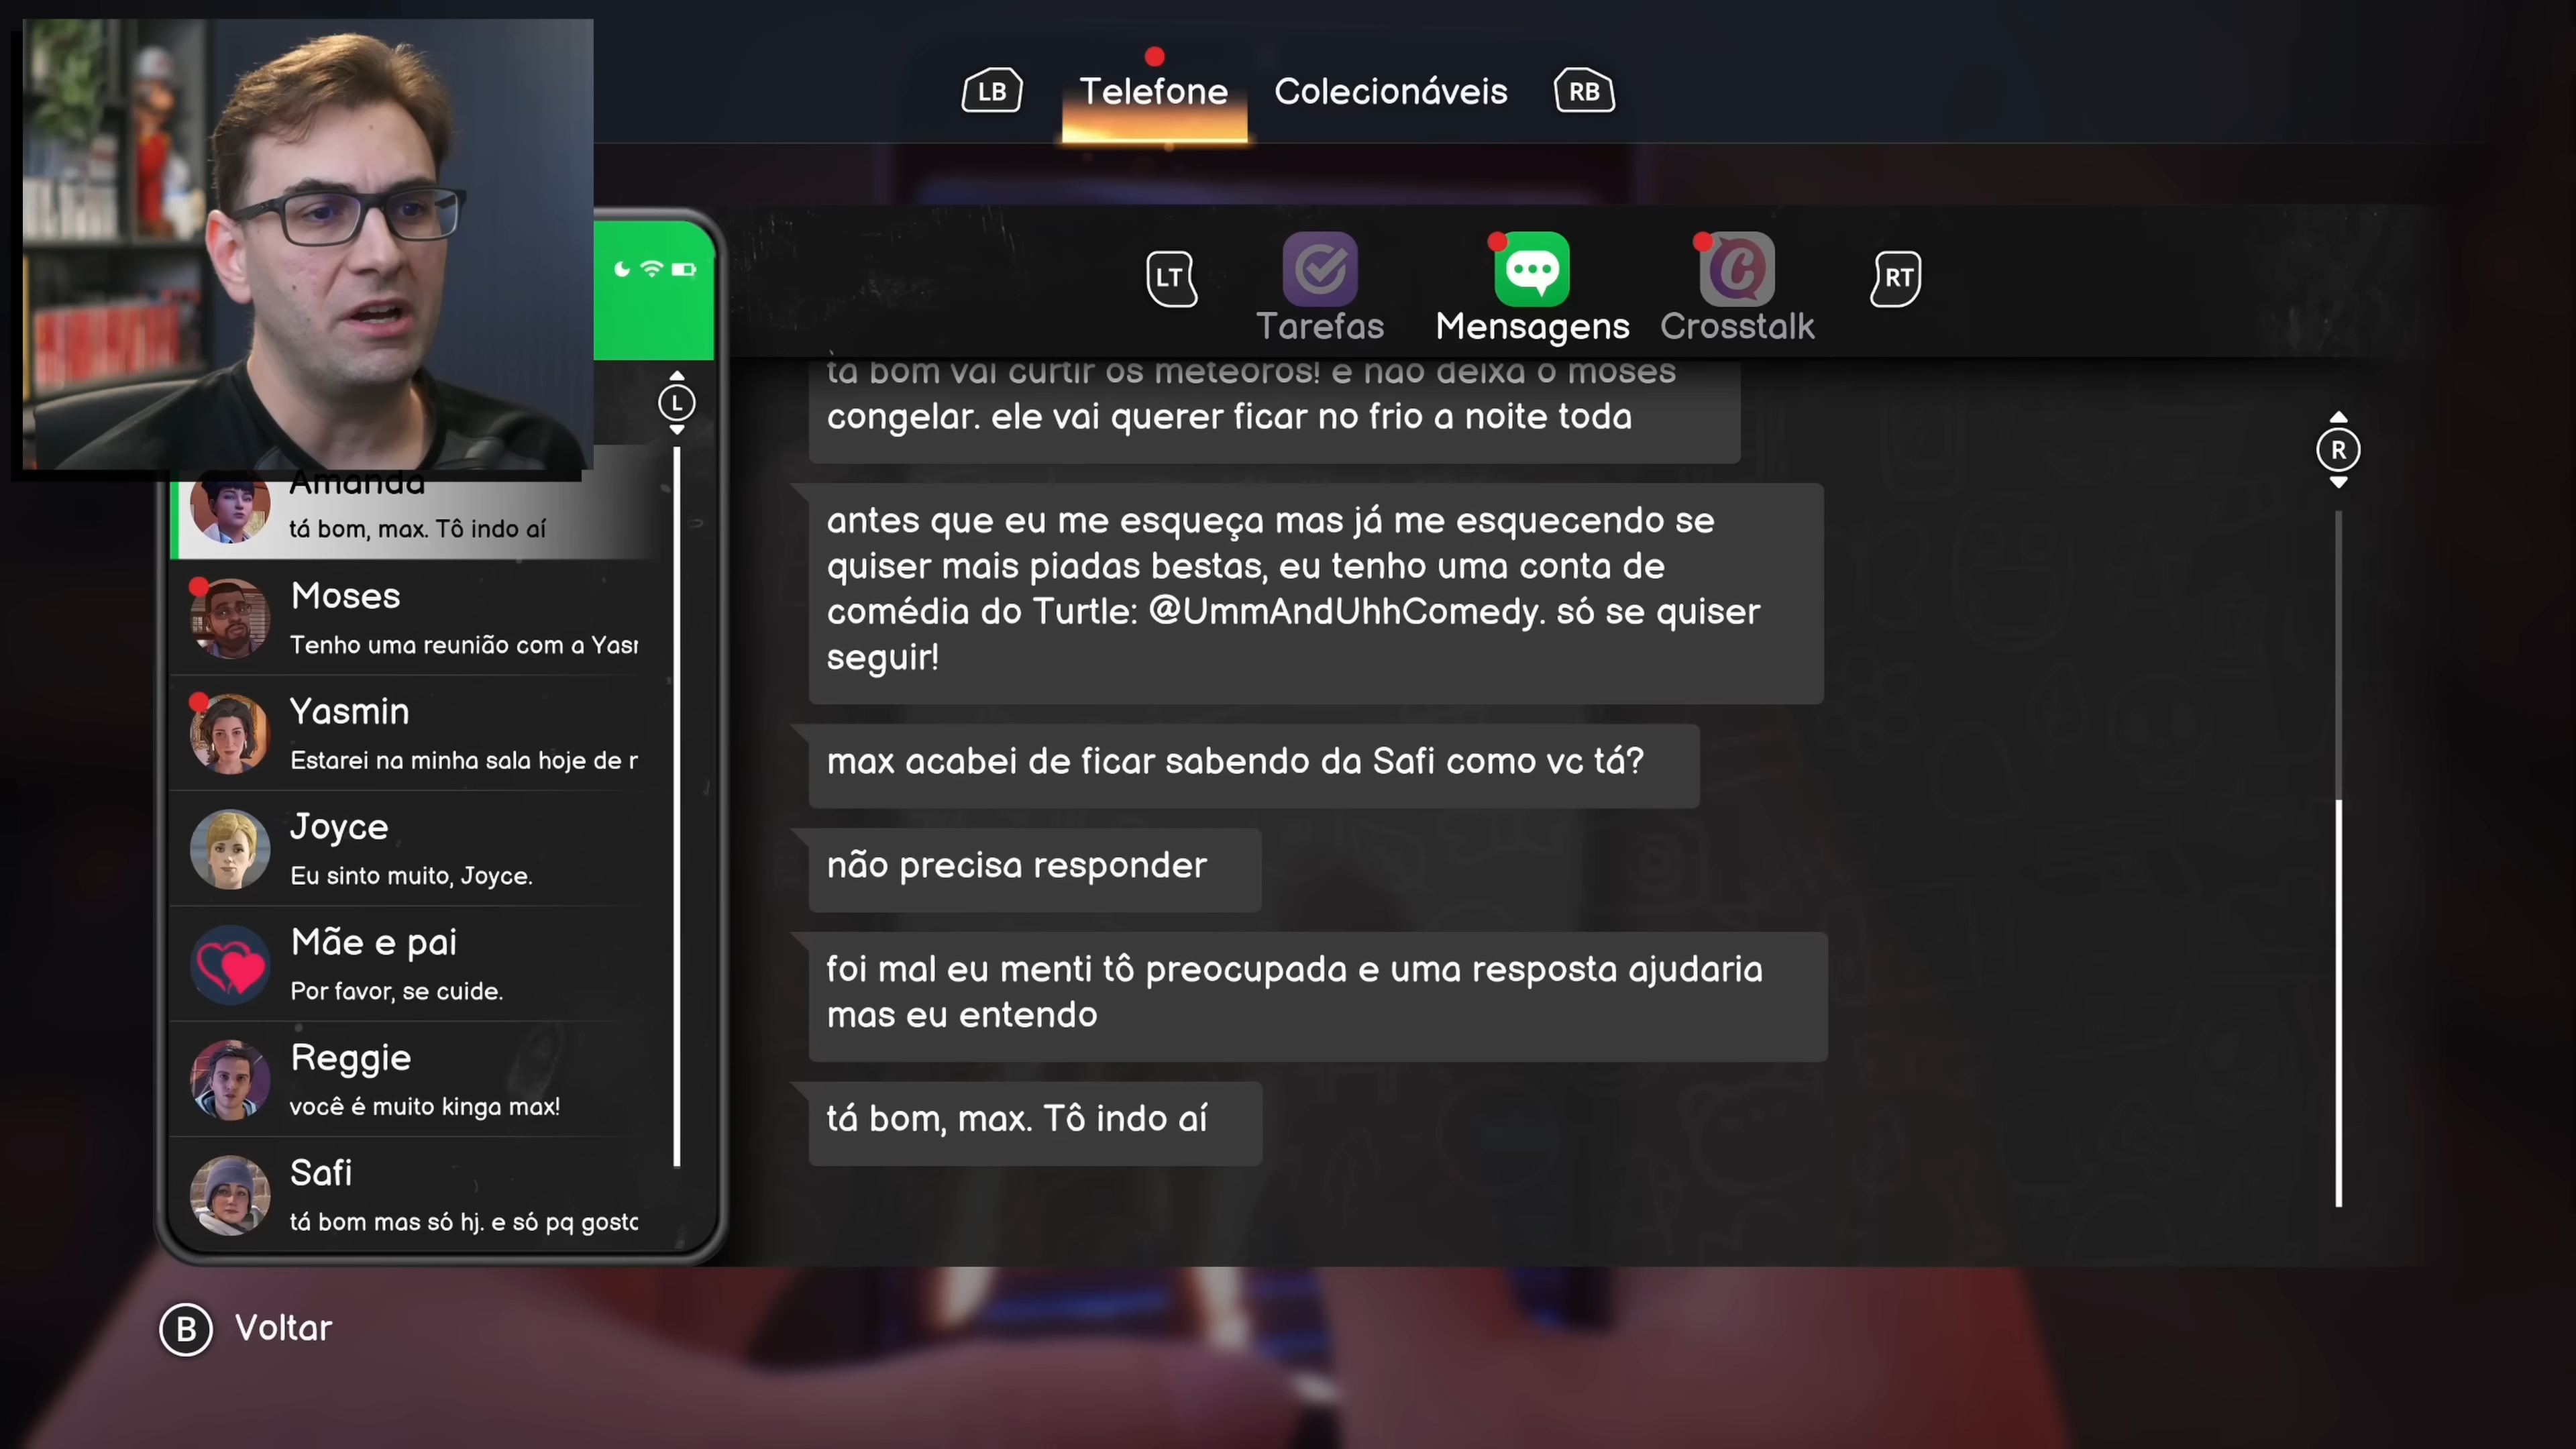 LB
Telefone
Colecionáveis
RB
LT
Tarefas
Mensagens
Crosstalk
RT
L
Amanda
tá bom, max. Tô indo aí
Moses
Tenho uma reunião com a Yasm
Yasmin
Estarei na minha sala hoje de
Joyce
Eu sinto muito, Joyce.
Mãe e pai
Por favor, se cuide.
Reggie
você é muito kinga max!
Safi
tá bom mas só hj. e só pq gosto
tá bom vai curtir os meteoros! e não deixa o moses
congelar. ele vai querer ficar no frio a noite toda
antes que eu me esqueça mas já me esquecendo se
quiser mais piadas bestas, eu tenho uma conta de
comédia do Turtle: @UmmAndUhhComedy. só se quiser
seguir!
max acabei de ficar sabendo da Safi como vc tá?
não precisa responder
foi mal eu menti tô preocupada e uma resposta ajudaria
mas eu entendo
tá bom, max. Tô indo aí
R
B
Voltar